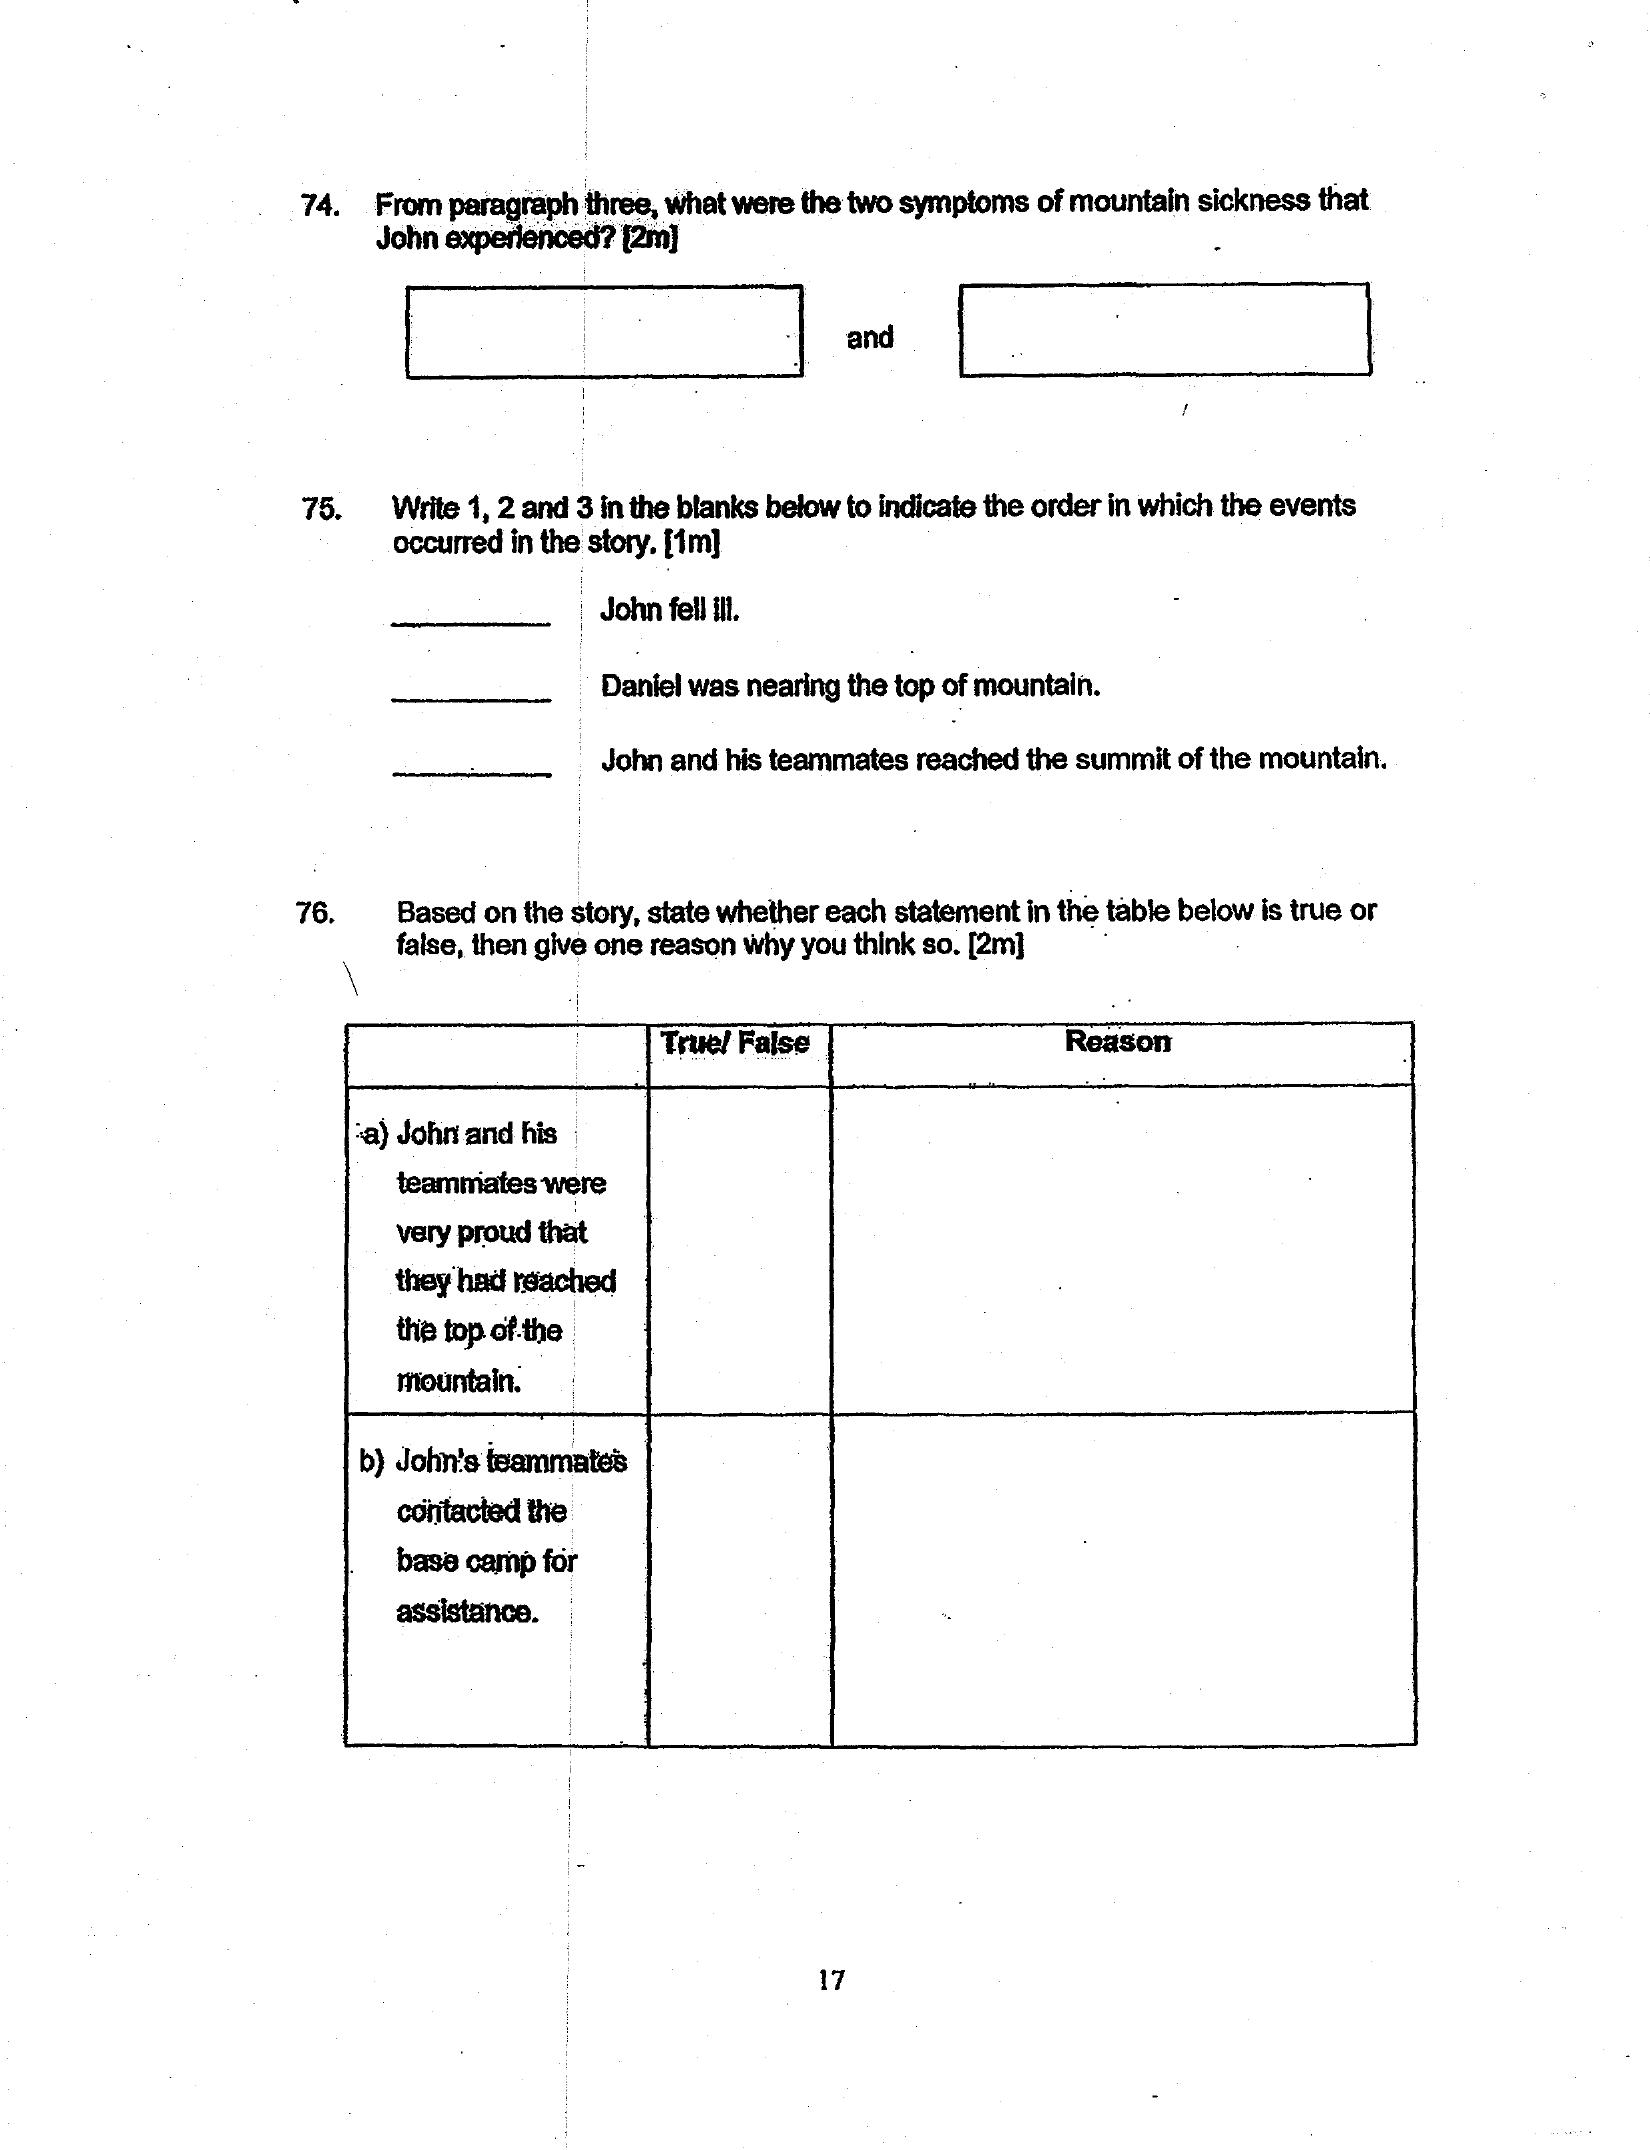 74. From paragraph three, what were the two symptoms of mountain sickness that
John experienced? [2m]
and
75. Write 1, 2 and 3 in the blanks below to indicate the order in which the events
occurred in the story. [1m]
John fell ill.
Daniel was nearing the top of mountain.
John and his teammates reached the summit of the mountain.
76. Based on the story, state whether each statement in the table below is true or
false, then give one reason why you think so. [2m]
True/ False Reason
a) John and his
teammates were
very proud that
they had reached
the top of the
mountain.
b) John's teammates
contacted the
base camp for
assistance.
17